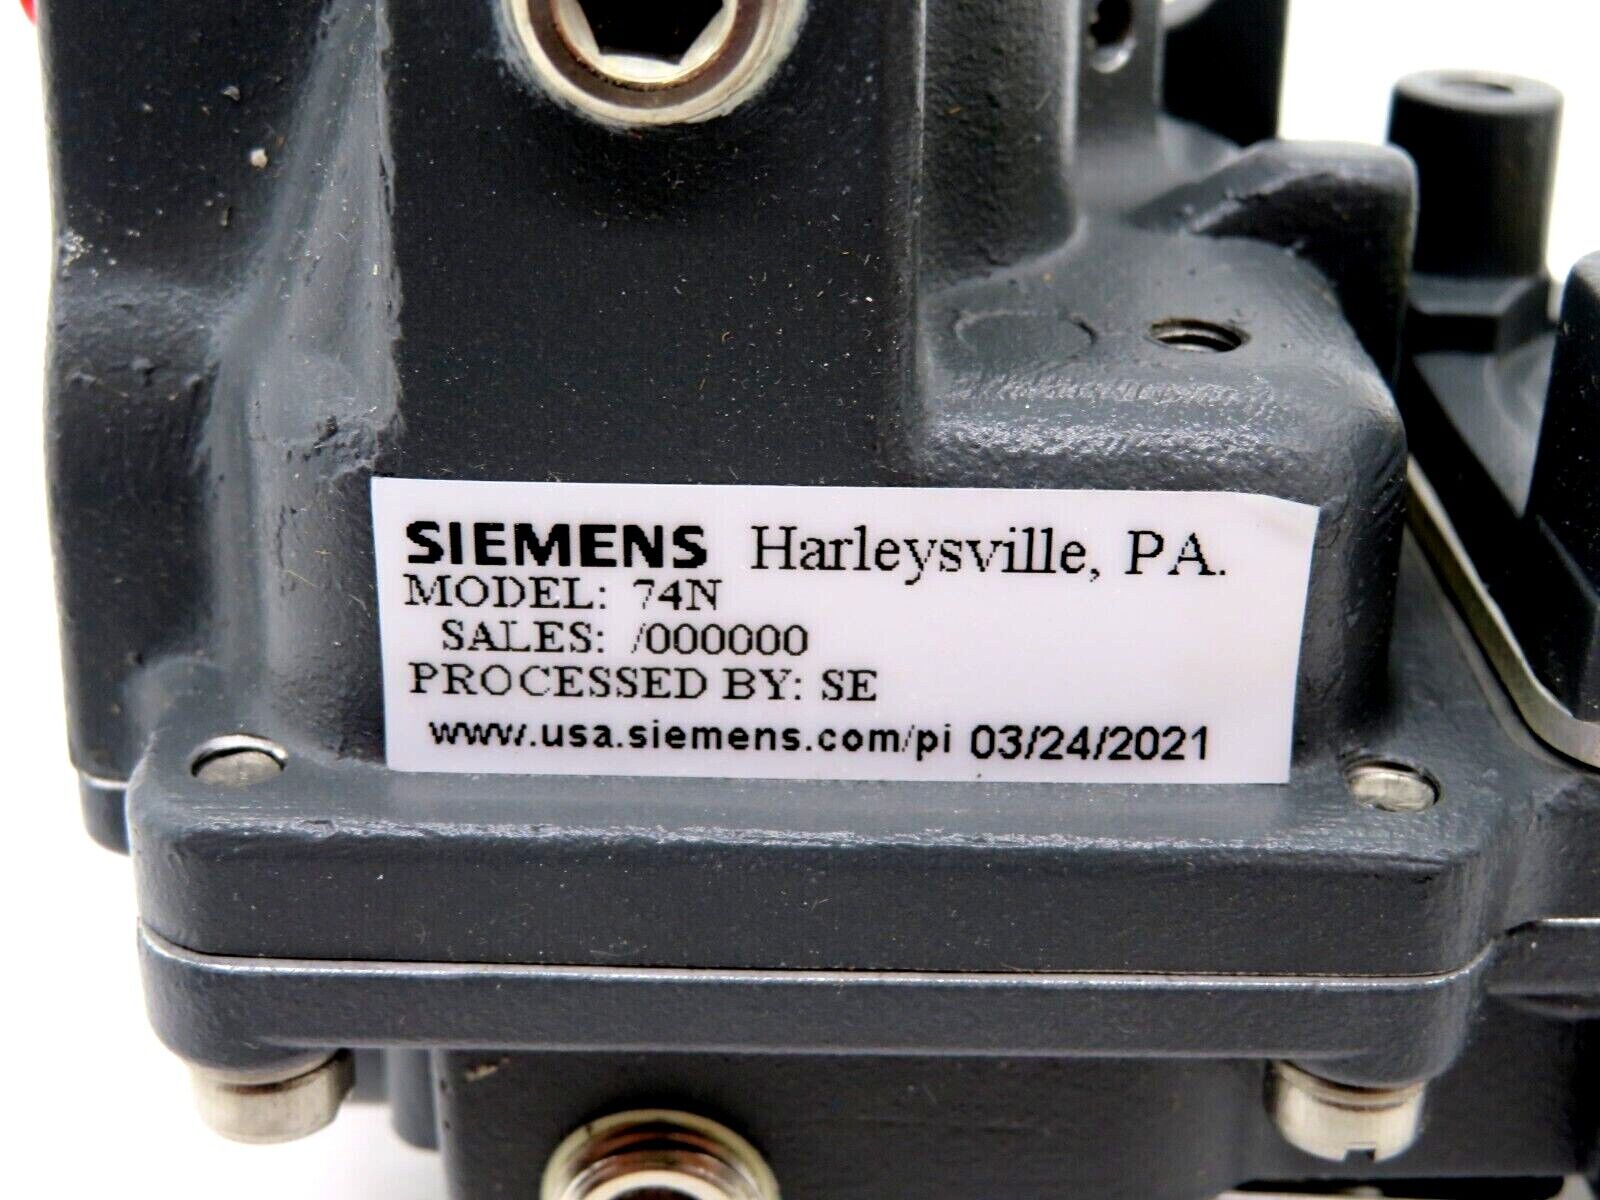 SIEMENS Harleysville, PA.
MODEL: 74N
SALES: /000000
PROCESSED BY: SE
www.usa.siemens.com/pi 03/24/2021